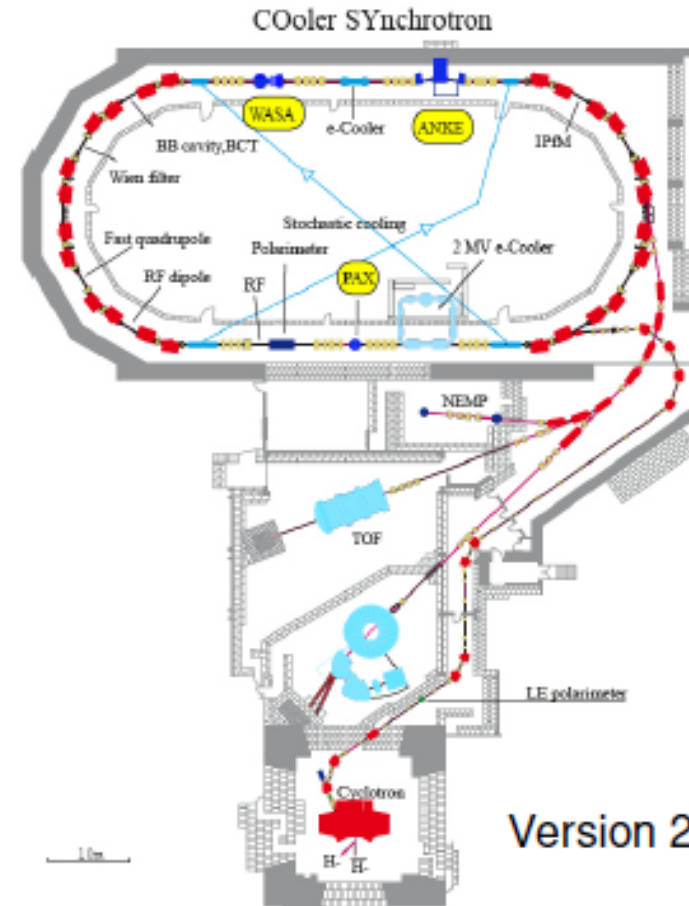 COoler SYnchrotron
WASA
e-Cooler
ANKE
BB cavity,BCT
IPfM
Wien filter
Stochastic cooling
Fast quadrupole
Polarimeter
2 MV e-Cooler
RF dipole
RF
PAX
NEMP
TOF
LE polarimeter
Cyclotron
Version 2
H-
H-